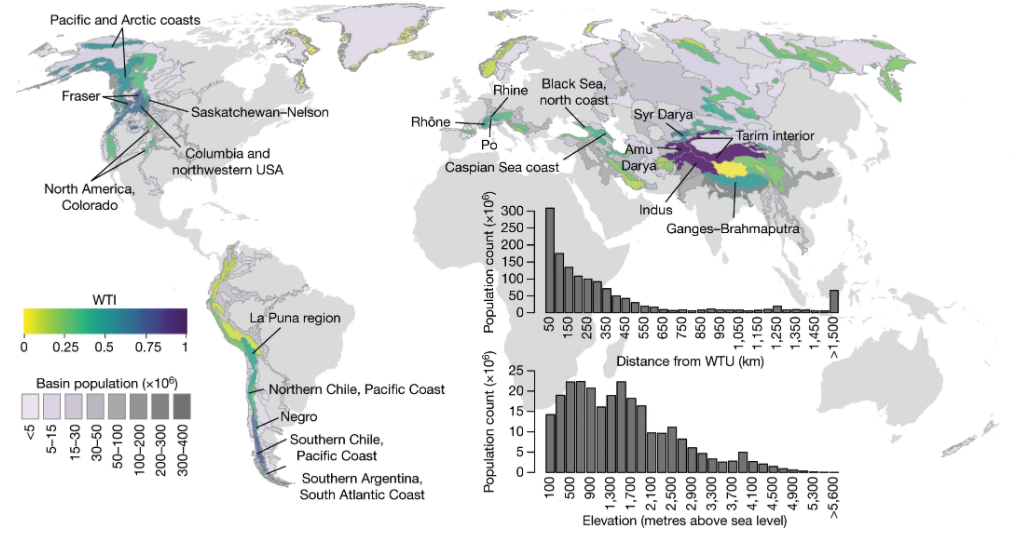 Pacific and Arctic coasts
Fraser
Saskatchewan–Nelson
Columbia and
northwestern USA
North America,
Colorado
Rhine
Rhône
Po
Black Sea,
north coast
Caspian Sea coast
Syr Darya
Amu
Darya
Tarim interior
Indus
Ganges–Brahmaputra
La Puna region
Northern Chile, Pacific Coast
Negro
Southern Chile,
Pacific Coast
Southern Argentina,
South Atlantic Coast
WTI
0 0.25 0.5 0.75 1
Basin population (×10⁶)
<5 5–15 15–30 30–50 50–100 100–200 200–300 300–400
Population count (×10⁶)
300
250
200
150
100
50
50 150 250 350 450 550 650 750 850 950 1,050 1,150 1,250 1,350 1,450 >1,500
Distance from WTU (km)
Population count (×10⁶)
25
20
15
10
5
0
100 500 900 1,300 1,700 2,100 2,500 2,900 3,300 3,700 4,100 4,500 4,900 5,300 >5,600
Elevation (metres above sea level)